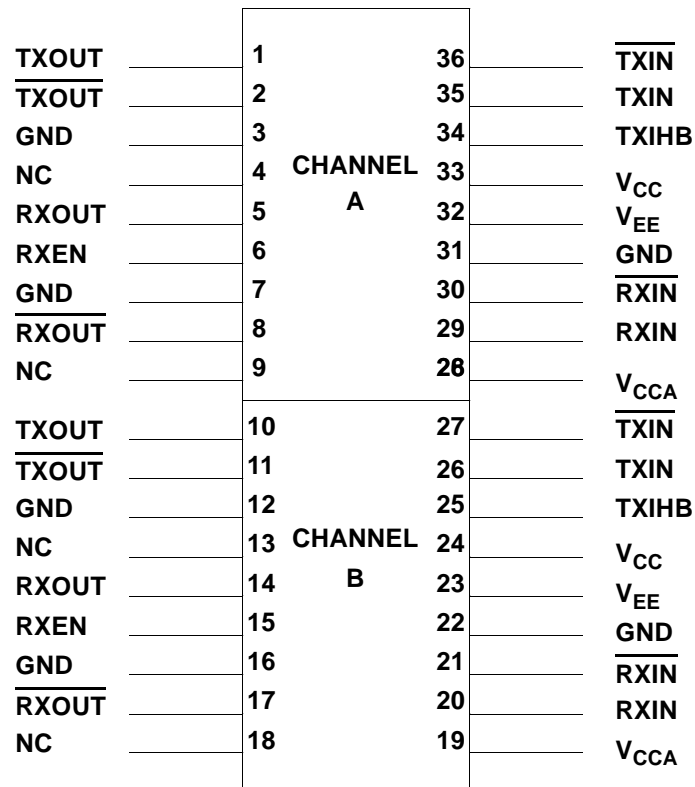 TXOUT 1 36 TXIN
TXOUT 2 35 TXIN
GND 3 34 TXIHB
NC 4 CHANNEL 33 VCC
RXOUT 5 A 32 VEE
RXEN 6 31 GND
GND 7 30 RXIN
RXOUT 8 29 RXIN
NC 9 28 VCCA
TXOUT 10 27 TXIN
TXOUT 11 26 TXIN
GND 12 25 TXIHB
NC 13 CHANNEL 24 VCC
RXOUT 14 B 23 VEE
RXEN 15 22 GND
GND 16 21 RXIN
RXOUT 17 20 RXIN
NC 18 19 VCCA